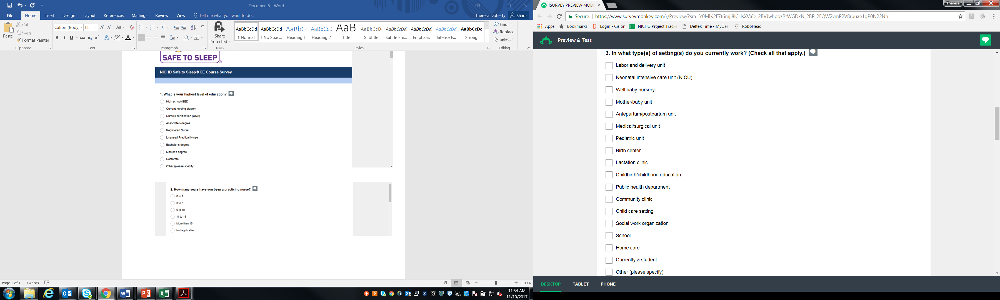 Document5 - Word
File Home Insert Design Layout References Mailings Review View Tell me what you want to do... Theresa Doherty Share
Paste
Cut
Copy
Format Painter
Calibri (Body) 11
Share
Protected
AaBbCcDd AaBbCcDd AaBbCc AaBbCcD AaB AaBbCcD AaBbCcDd AaBbCcDd AaBbCcDd AaBbCcDc
¶ Normal ¶ No Spac... Heading 1 Heading 2 Title Subtitle Subtle Em... Emphasis Intense E... Strong
Find
Replace
Select
Clipboard Font Paragraph RMS Styles Editing
SAFE TO SLEEP®
NICHD Safe to Sleep® CE Course Survey
1. What is your highest level of education?
High school/GED
Current nursing student
Nurse's certification (CNA)
Associate's degree
Registered Nurse
Licensed Practical Nurse
Bachelor's degree
Master's degree
Doctorate
Other (please specify)
2. How many years have you been a practicing nurse?
0 to 2
3 to 5
6 to 10
11 to 15
More than 15
Not applicable
Page 1 of 1 0 words
100%
[SURVEY PREVIEW MODE
Theresa
Secure https://www.surveymonkey.com/r/Preview/?sm=
Apps Bookmarks Login - Cision NICHD Project Tracke Deltek Time - MyDes RoboHead
Preview & Test
3. In what type(s) of setting(s) do you currently work? (Check all that apply.)
Labor and delivery unit
Neonatal intensive care unit (NICU)
Well baby nursery
Mother/baby unit
Antepartum/postpartum unit
Medical/surgical unit
Pediatric unit
Birth center
Lactation clinic
Childbirth/childhood education
Public health department
Community clinic
Child care setting
Social work organization
School
Home care
Currently a student
Other (please specify)
DESKTOP TABLET PHONE
11:54 AM
11/10/2017